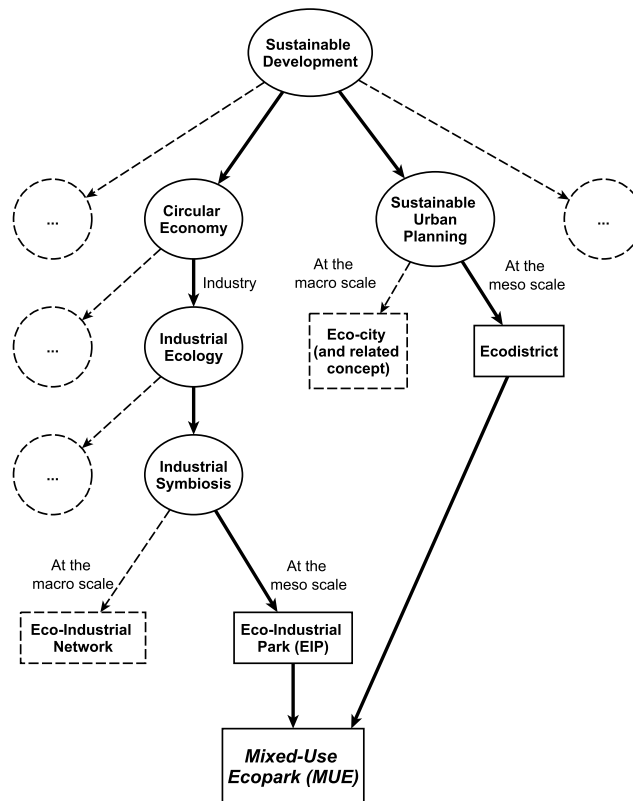 Sustainable
Development
...
Circular
Economy
Sustainable
Urban
Planning
...
At the
macro scale
At the
meso scale
Industry
...
Industrial
Ecology
Eco-city
(and related
concept)
Ecodistrict
...
Industrial
Symbiosis
At the
macro scale
At the
meso scale
Eco-Industrial
Network
Eco-Industrial
Park (EIP)
Mixed-Use
Ecopark (MUE)